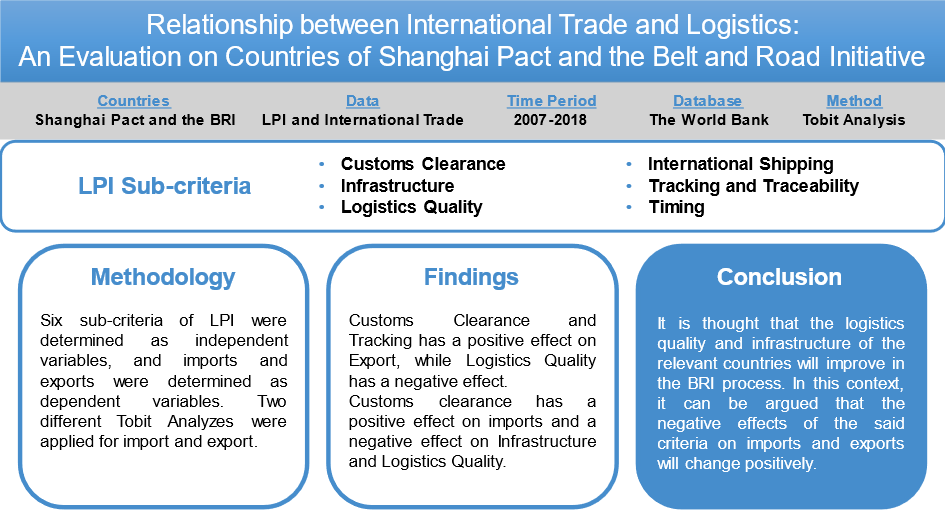 Relationship between International Trade and Logistics:
An Evaluation on Countries of Shanghai Pact and the Belt and Road Initiative
Countries
Shanghai Pact and the BRI
Data
LPI and International Trade
Time Period
2007-2018
Database
The World Bank
Method
Tobit Analysis
LPI Sub-criteria
• Customs Clearance
• Infrastructure
• Logistics Quality
• International Shipping
• Tracking and Traceability
• Timing
Methodology
Six sub-criteria of LPI were
determined as independent
variables, and imports and
exports were determined as
dependent variables. Two
different Tobit Analyzes were
applied for import and export.
Findings
Customs Clearance and
Tracking has a positive effect on
Export, while Logistics Quality
has a negative effect.
Customs clearance has a
positive effect on imports and a
negative effect on Infrastructure
and Logistics Quality.
Conclusion
It is thought that the logistics
quality and infrastructure of the
relevant countries will improve in
the BRI process. In this context,
it can be argued that the
negative effects of the said
criteria on imports and exports
will change positively.